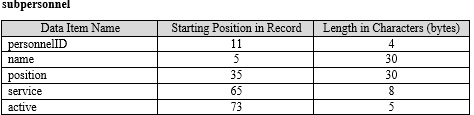 subpersonnel
Data Item Name Starting Position in Record Length in Characters (bytes)
personnelID 11 4
name 5 30
position 35 30
service 65 8
active 73 5